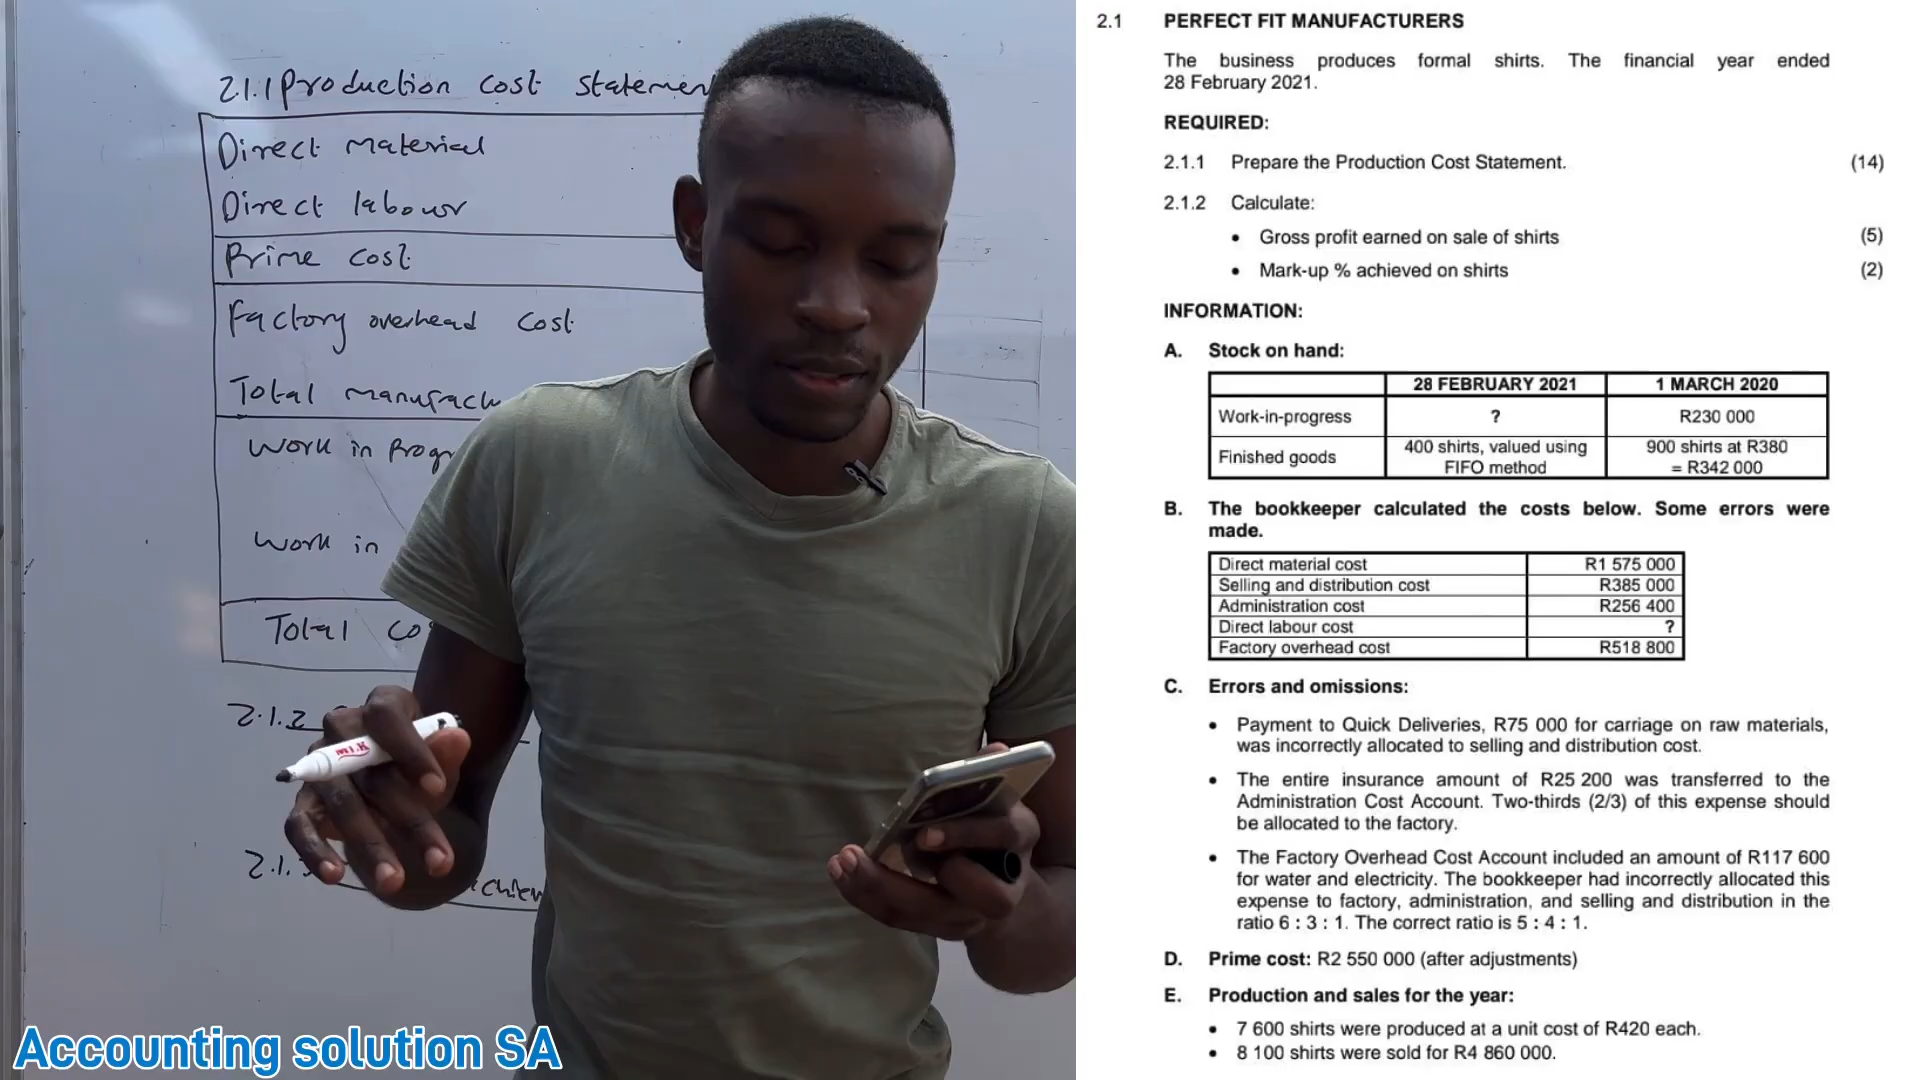 2.1.1 Production cost statemen
Direct material
Direct labour
Prime cost
Factory overhead cost
Total manufactu
Work in Progr
Work in
Total co
2.1.2
2.1.3
Accounting solution SA
2.1 PERFECT FIT MANUFACTURERS
The business produces formal shirts. The financial year ended
28 February 2021.
REQUIRED:
2.1.1 Prepare the Production Cost Statement. (14)
2.1.2 Calculate:
• Gross profit earned on sale of shirts (5)
• Mark-up % achieved on shirts (2)
INFORMATION:
A. Stock on hand:
28 FEBRUARY 2021 1 MARCH 2020
Work-in-progress ? R230 000
Finished goods 400 shirts, valued using FIFO method 900 shirts at R380 = R342 000
B. The bookkeeper calculated the costs below. Some errors were
made.
Direct material cost R1 575 000
Selling and distribution cost R385 000
Administration cost R256 400
Direct labour cost ?
Factory overhead cost R518 800
C. Errors and omissions:
• Payment to Quick Deliveries, R75 000 for carriage on raw materials,
was incorrectly allocated to selling and distribution cost.
• The entire insurance amount of R25 200 was transferred to the
Administration Cost Account. Two-thirds (2/3) of this expense should
be allocated to the factory.
• The Factory Overhead Cost Account included an amount of R117 600
for water and electricity. The bookkeeper had incorrectly allocated this
expense to factory, administration, and selling and distribution in the
ratio 6 : 3 : 1. The correct ratio is 5 : 4 : 1.
D. Prime cost: R2 550 000 (after adjustments)
E. Production and sales for the year:
• 7 600 shirts were produced at a unit cost of R420 each.
• 8 100 shirts were sold for R4 860 000.